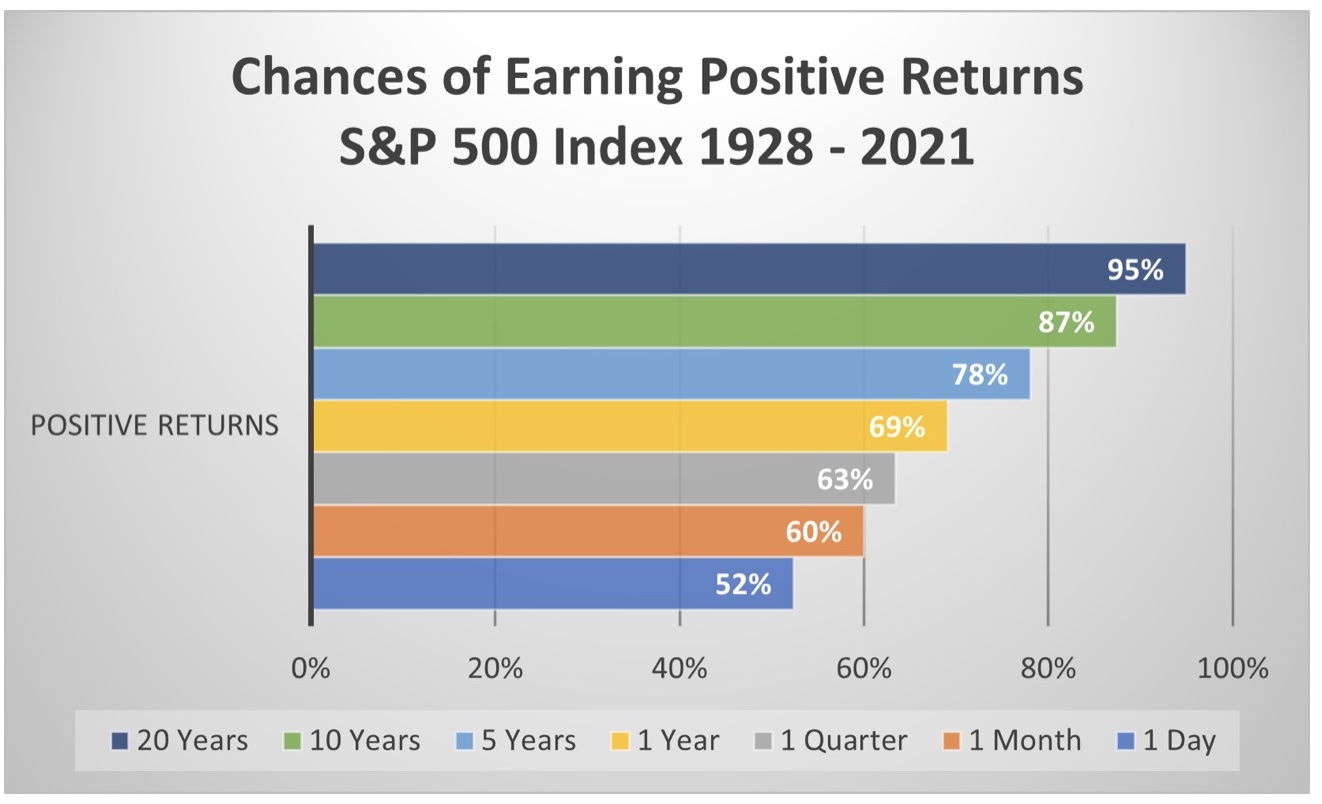 Chances of Earning Positive Returns
S&P 500 Index 1928 - 2021
95%
87%
78%
POSITIVE RETURNS
69%
63%
60%
52%
0% 20% 40% 60% 80% 100%
20 Years 10 Years 5 Years 1 Year 1 Quarter 1 Month 1 Day